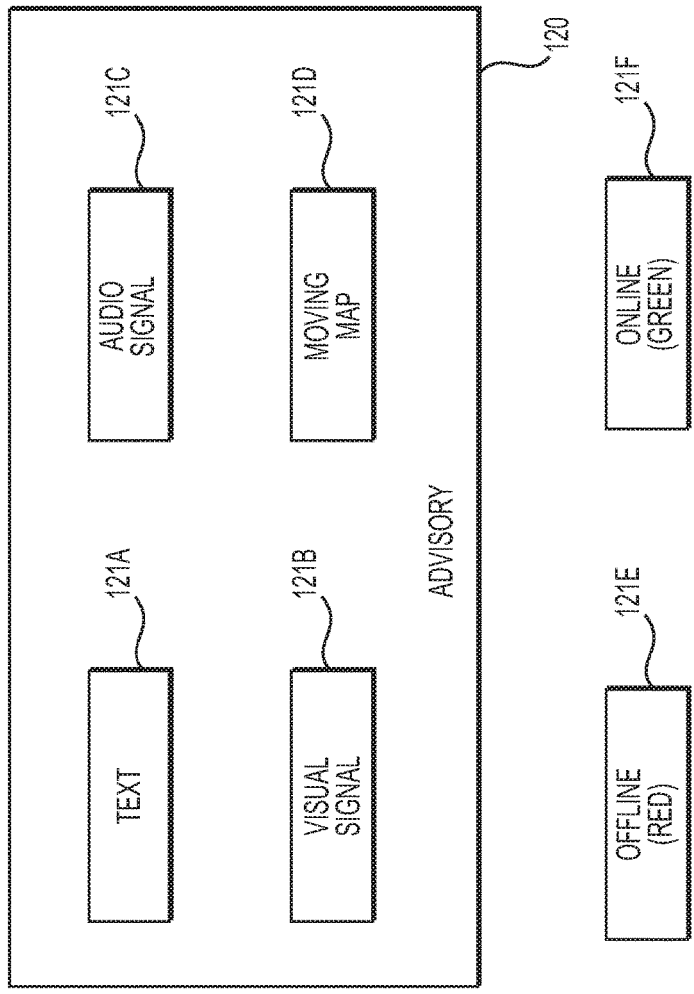 121A
121C
TEXT
AUDIO
SIGNAL
121B
121D
VISUAL
SIGNAL
MOVING
MAP
ADVISORY
120
121E
121F
OFFLINE
(RED)
ONLINE
(GREEN)